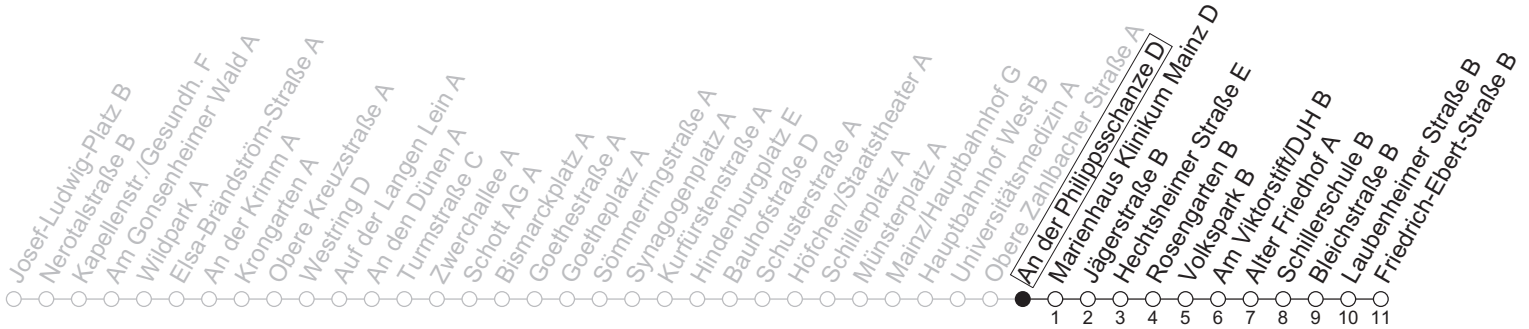 Josef-Ludwig-Platz B
Nerotalstraße B
Kapellenstr./Gesundh. F
Am Gonsenheimer Wald A
Wildpark A
Elsa-Brändström-Straße A
An der Krimm A
Krongarten A
Obere Kreuzstraße A
Westring D
Auf der Langen Lein A
An den Dünen A
Turmstraße C
Zwerchallee A
Schott AG A
Bismarckplatz A
Goethestraße A
Goetheplatz A
Sömmerringstraße A
Synagogenplatz A
Kurfürstenstraße A
Hindenburgplatz E
Bauhofstraße D
Schusterstraße A
Höfchen/Staatstheater A
Schillerplatz A
Münsterplatz A
Mainz/Hauptbahnhof G
Hauptbahnhof West B
Universitätsmedizin A
Obere Zahlbacher Straße A
An der Philippsschanze D
Marienhaus Klinikum Mainz D
Jägerstraße B
Hechtsheimer Straße E
Rosengarten B
Volkspark B
Am Viktorstift/DJH B
Alter Friedhof A
Schillerschule B
Bleichstraße B
Laubenheimer Straße B
Friedrich-Ebert-Straße B
1 2 3 4 5 6 7 8 9 10 11